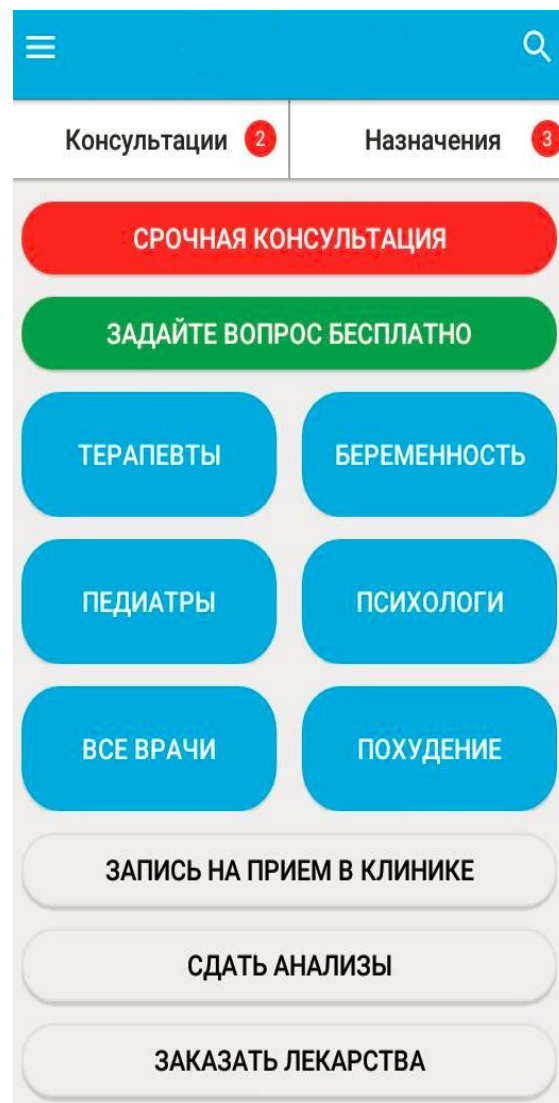 Консультации 2
Назначения 3
СРОЧНАЯ КОНСУЛЬТАЦИЯ
ЗАДАЙТЕ ВОПРОС БЕСПЛАТНО
ТЕРАПЕВТЫ
БЕРЕМЕННОСТЬ
ПЕДИАТРЫ
ПСИХОЛОГИ
ВСЕ ВРАЧИ
ПОХУДЕНИЕ
ЗАПИСЬ НА ПРИЕМ В КЛИНИКЕ
СДАТЬ АНАЛИЗЫ
ЗАКАЗАТЬ ЛЕКАРСТВА